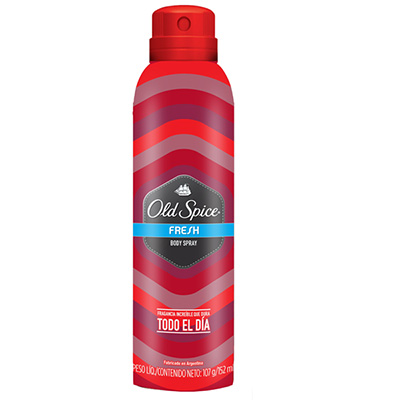 Old Spice
FRESH
BODY SPRAY
FRAGANCIA INCREÍBLE QUE DURA
TODO EL DÍA
Fabricado en Argentina
PESO LÍQ./CONTENIDO NETO: 107 g/152 ml